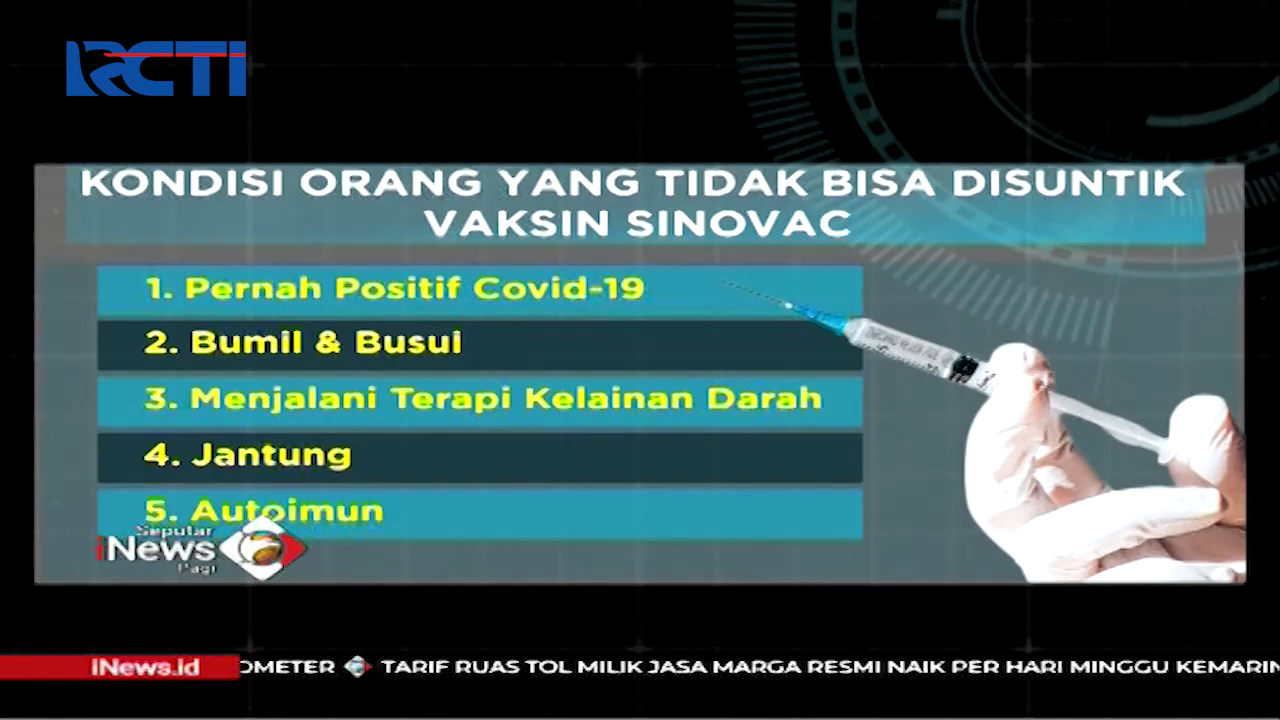 RCTI
KONDISI ORANG YANG TIDAK BISA DISUNTIK
VAKSIN SINOVAC
1. Pernah Positif Covid-19
2. Bumil & Busui
3. Menjalani Terapi Kelainan Darah
4. Jantung
5. Autoimun
Seputar
iNews
Pagi
iNews.id
OMETER TARIF RUAS TOL MILIK JASA MARGA RESMI NAIK PER HARI MINGGU KEMARIN